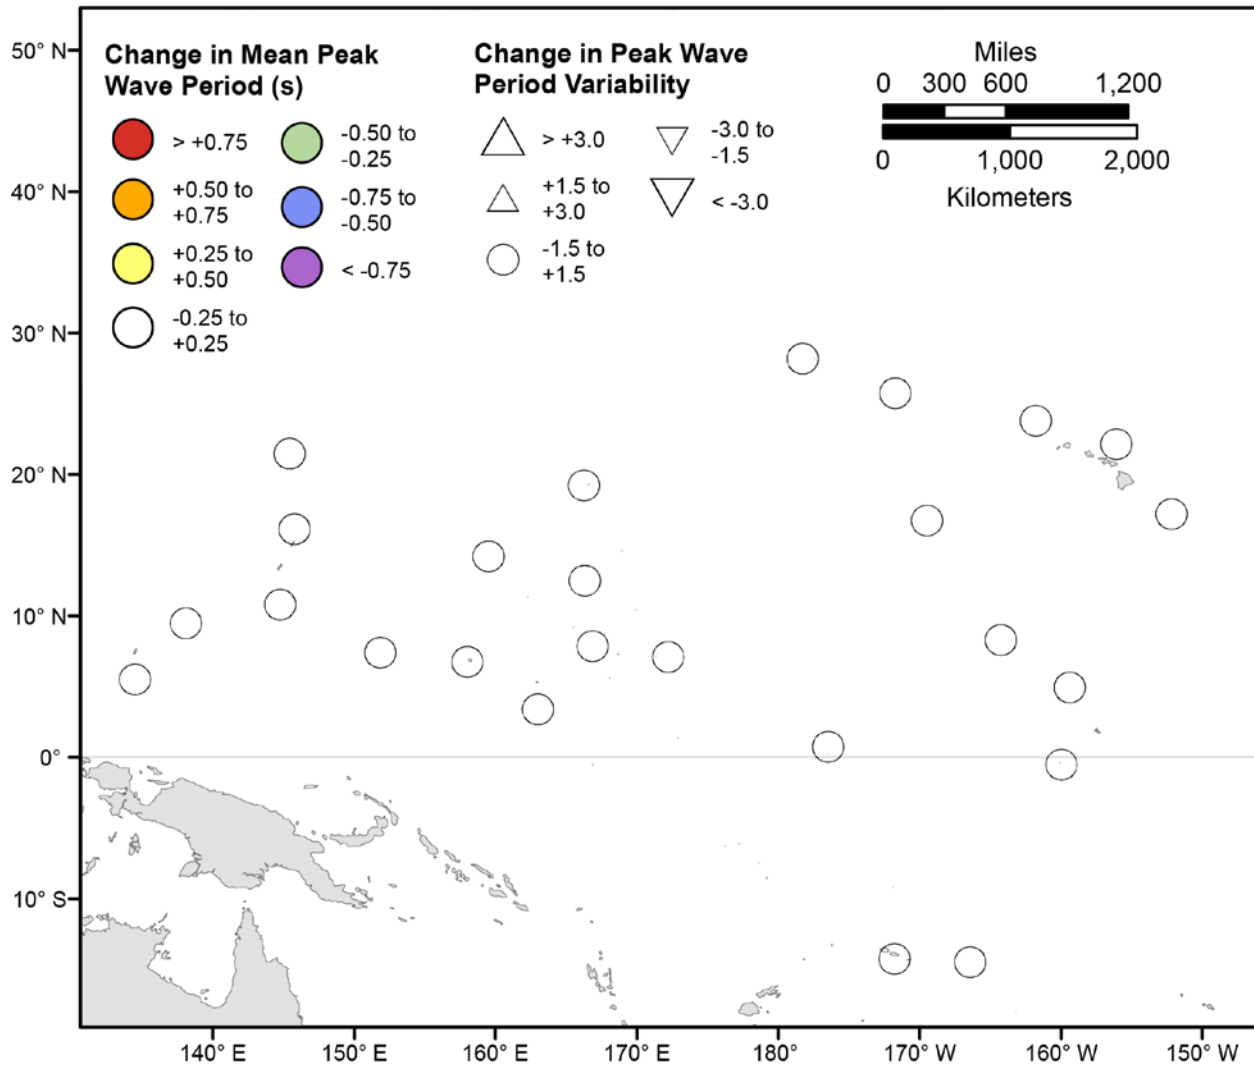 Change in Mean Peak
Wave Period (s)
> +0.75
+0.50 to
+0.75
+0.25 to
+0.50
-0.25 to
+0.25
-0.50 to
-0.25
-0.75 to
-0.50
< -0.75
Change in Peak Wave
Period Variability
> +3.0
+1.5 to
+3.0
-1.5 to
+1.5
-3.0 to
-1.5
< -3.0
Miles
0 300 600 1,200
0 1,000 2,000
Kilometers
50° N
40° N
30° N
20° N
10° N
0°
10° S
140° E 150° E 160° E 170° E 180° 170° W 160° W 150° W